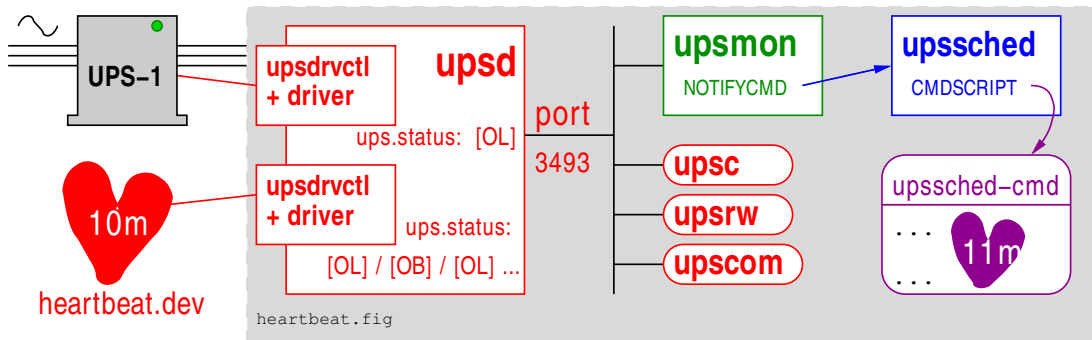 UPS−1
upsdrvctl
+ driver
upsd
ups.status: [OL]
upsdrvctl
+ driver
ups.status:
[OL] / [OB] / [OL] ...
10m
heartbeat.dev
heartbeat.fig
port
3493
upsmon
NOTIFYCMD
upssched
CMDSCRIPT
upsc
upsrw
upscom
upssched-cmd
...
11m
...